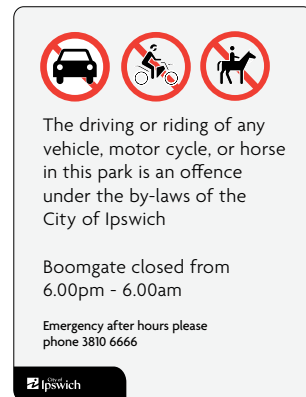 The driving or riding of any
vehicle, motor cycle, or horse
in this park is an offence
under the by-laws of the
City of Ipswich
Boomgate closed from
6.00pm - 6.00am
Emergency after hours please
phone 3810 6666
City of
Ipswich